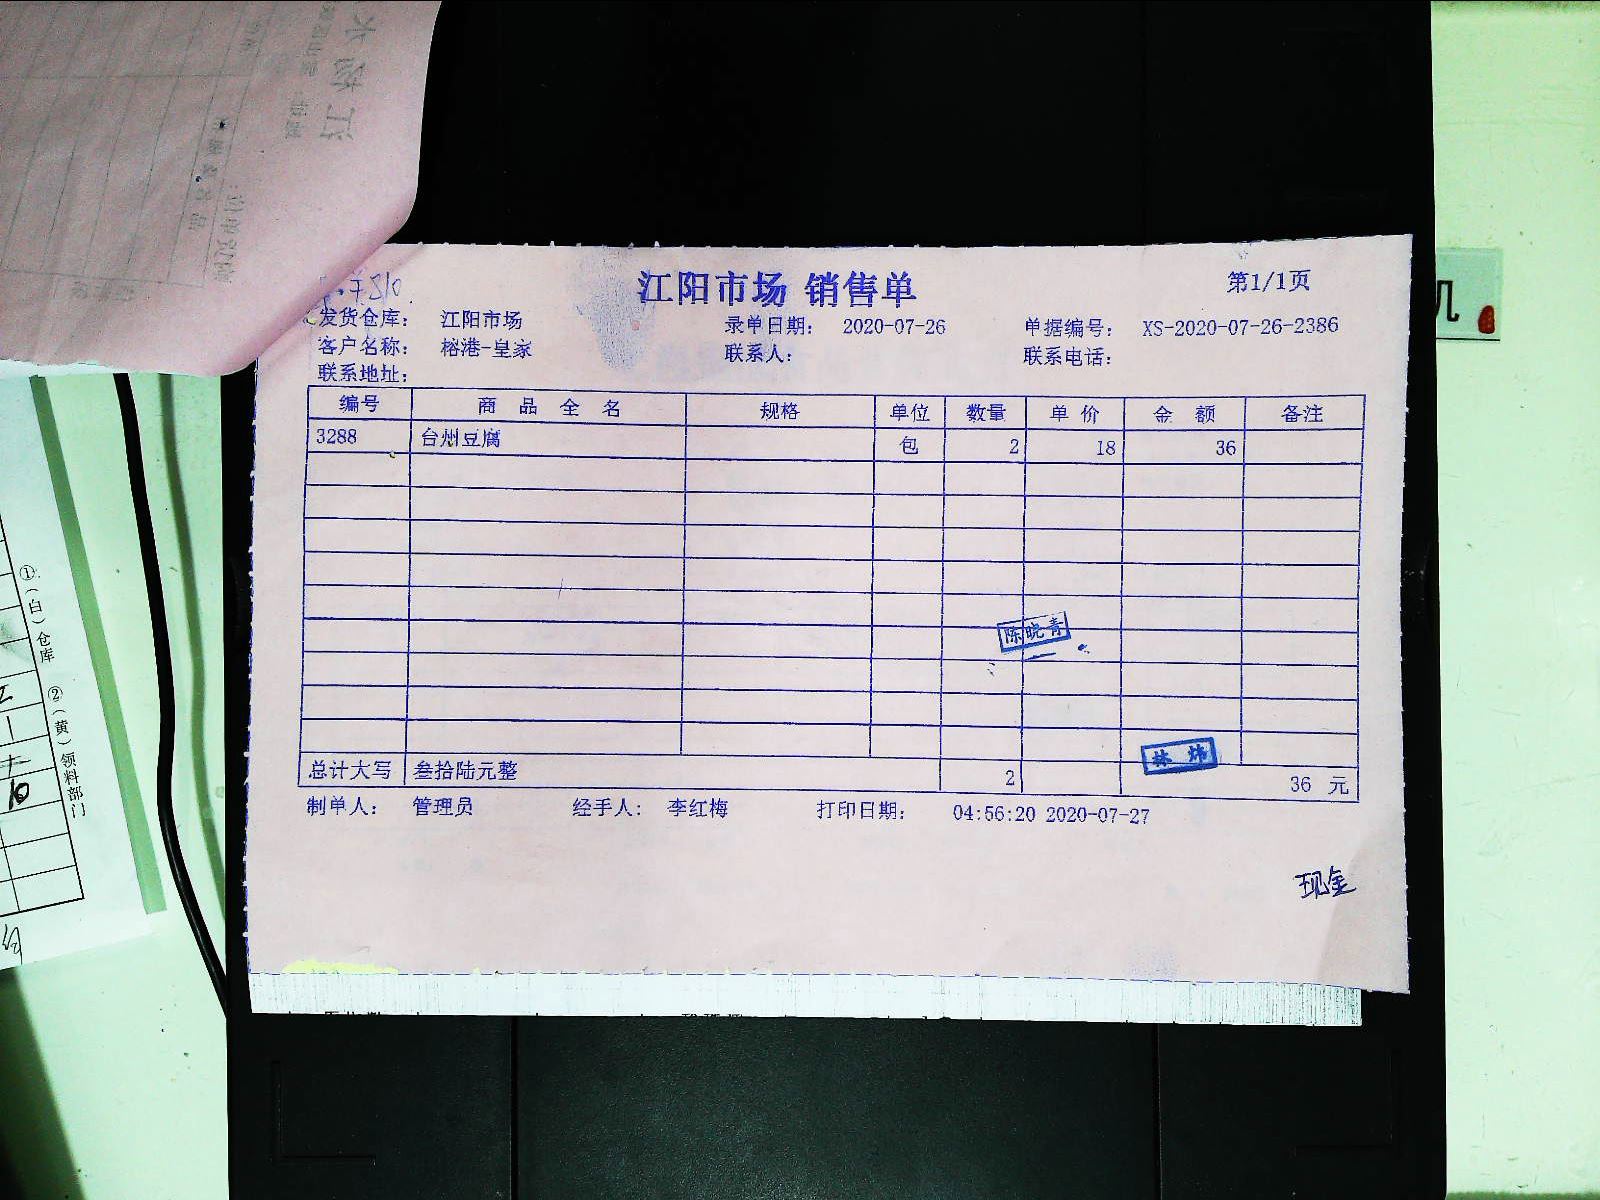 江阳市场 销售单
第1/1页
发货仓库： 江阳市场 录单日期： 2020-07-26 单据编号： XS-2020-07-26-2386
客户名称： 榕港-皇家 联系人： 联系电话：
联系地址：
编号 商品全名 规格 单位 数量 单价 金额 备注
3288 台州豆腐 包 2 18 36
陈晓青
林炜
总计大写 叁拾陆元整 2 36 元
制单人： 管理员 经手人： 李红梅 打印日期： 04:56:20 2020-07-27
现金
①(白)仓库 ②(黄)领料部门
10
机